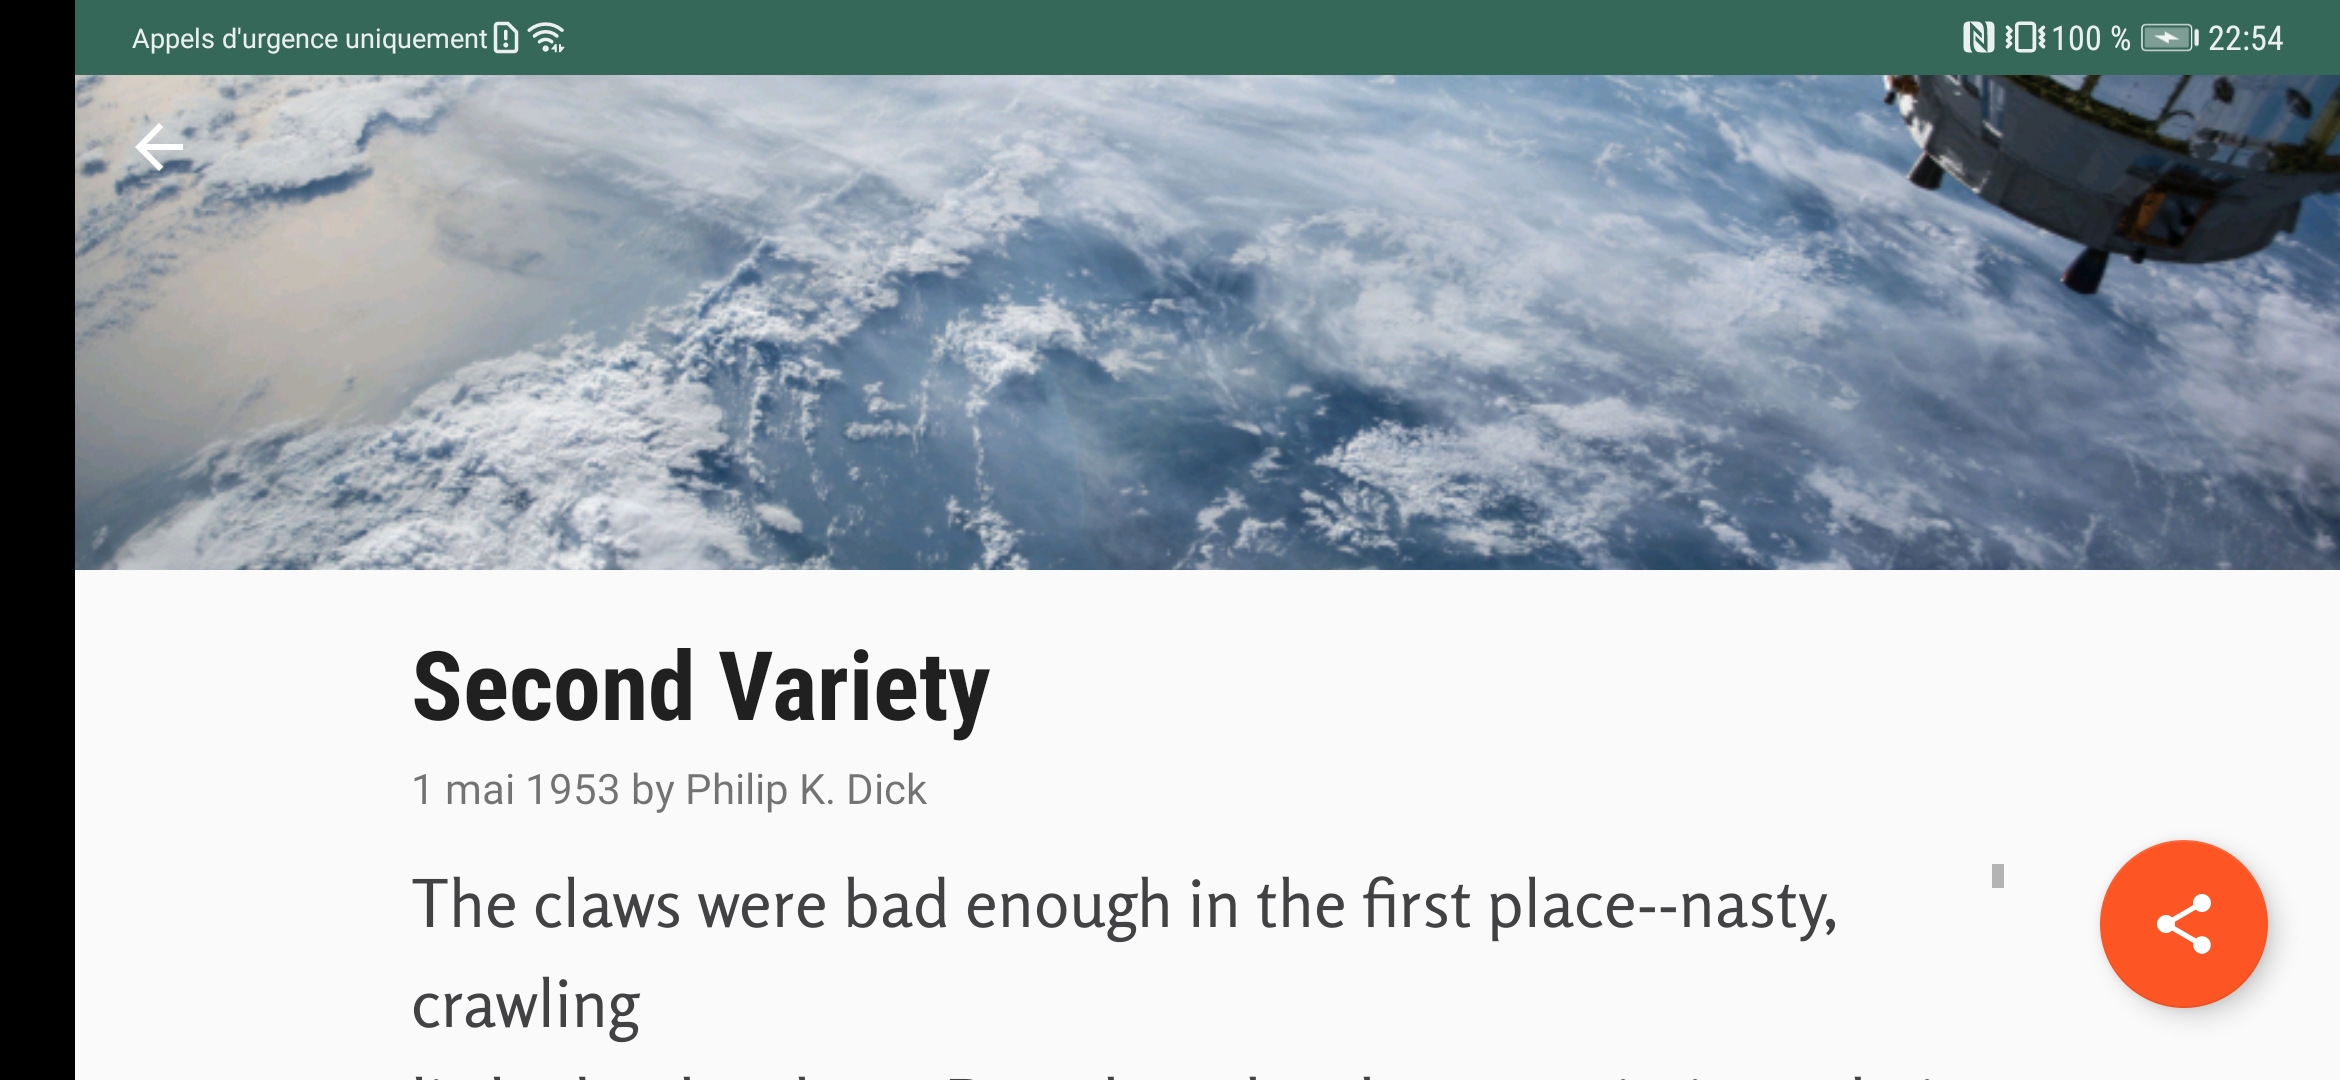 Appels d'urgence uniquement
100 % 22:54
Second Variety
1 mai 1953 by Philip K. Dick
The claws were bad enough in the first place--nasty,
crawling